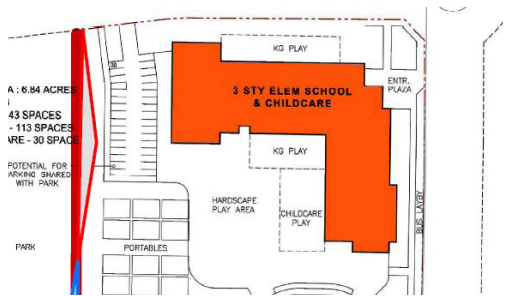 KG PLAY
3 STY ELEM SCHOOL
& CHILDCARE
ENTR.
PLAZA
30
A : 6.84 ACRES
43 SPACES
- 113 SPACES
ARE - 30 SPACE
POTENTIAL FOR
ARKING SHARED
WITH PARK
KG PLAY
HARDSCAPE
PLAY AREA
CHILDCARE
PLAY
BUS LAYBY
PARK
PORTABLES